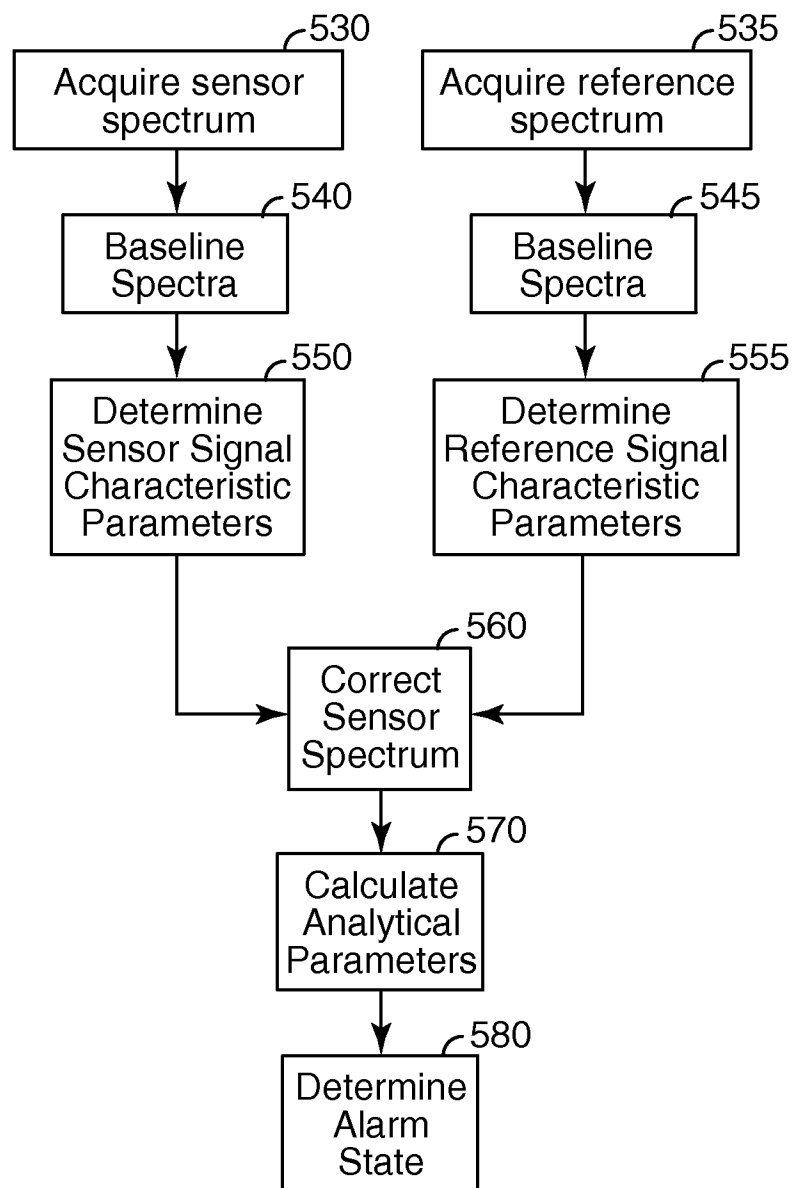 530
Acquire sensor
spectrum
535
Acquire reference
spectrum
540
Baseline
Spectra
545
Baseline
Spectra
550
Determine
Sensor Signal
Characteristic
Parameters
555
Determine
Reference Signal
Characteristic
Parameters
560
Correct
Sensor
Spectrum
570
Calculate
Analytical
Parameters
580
Determine
Alarm
State